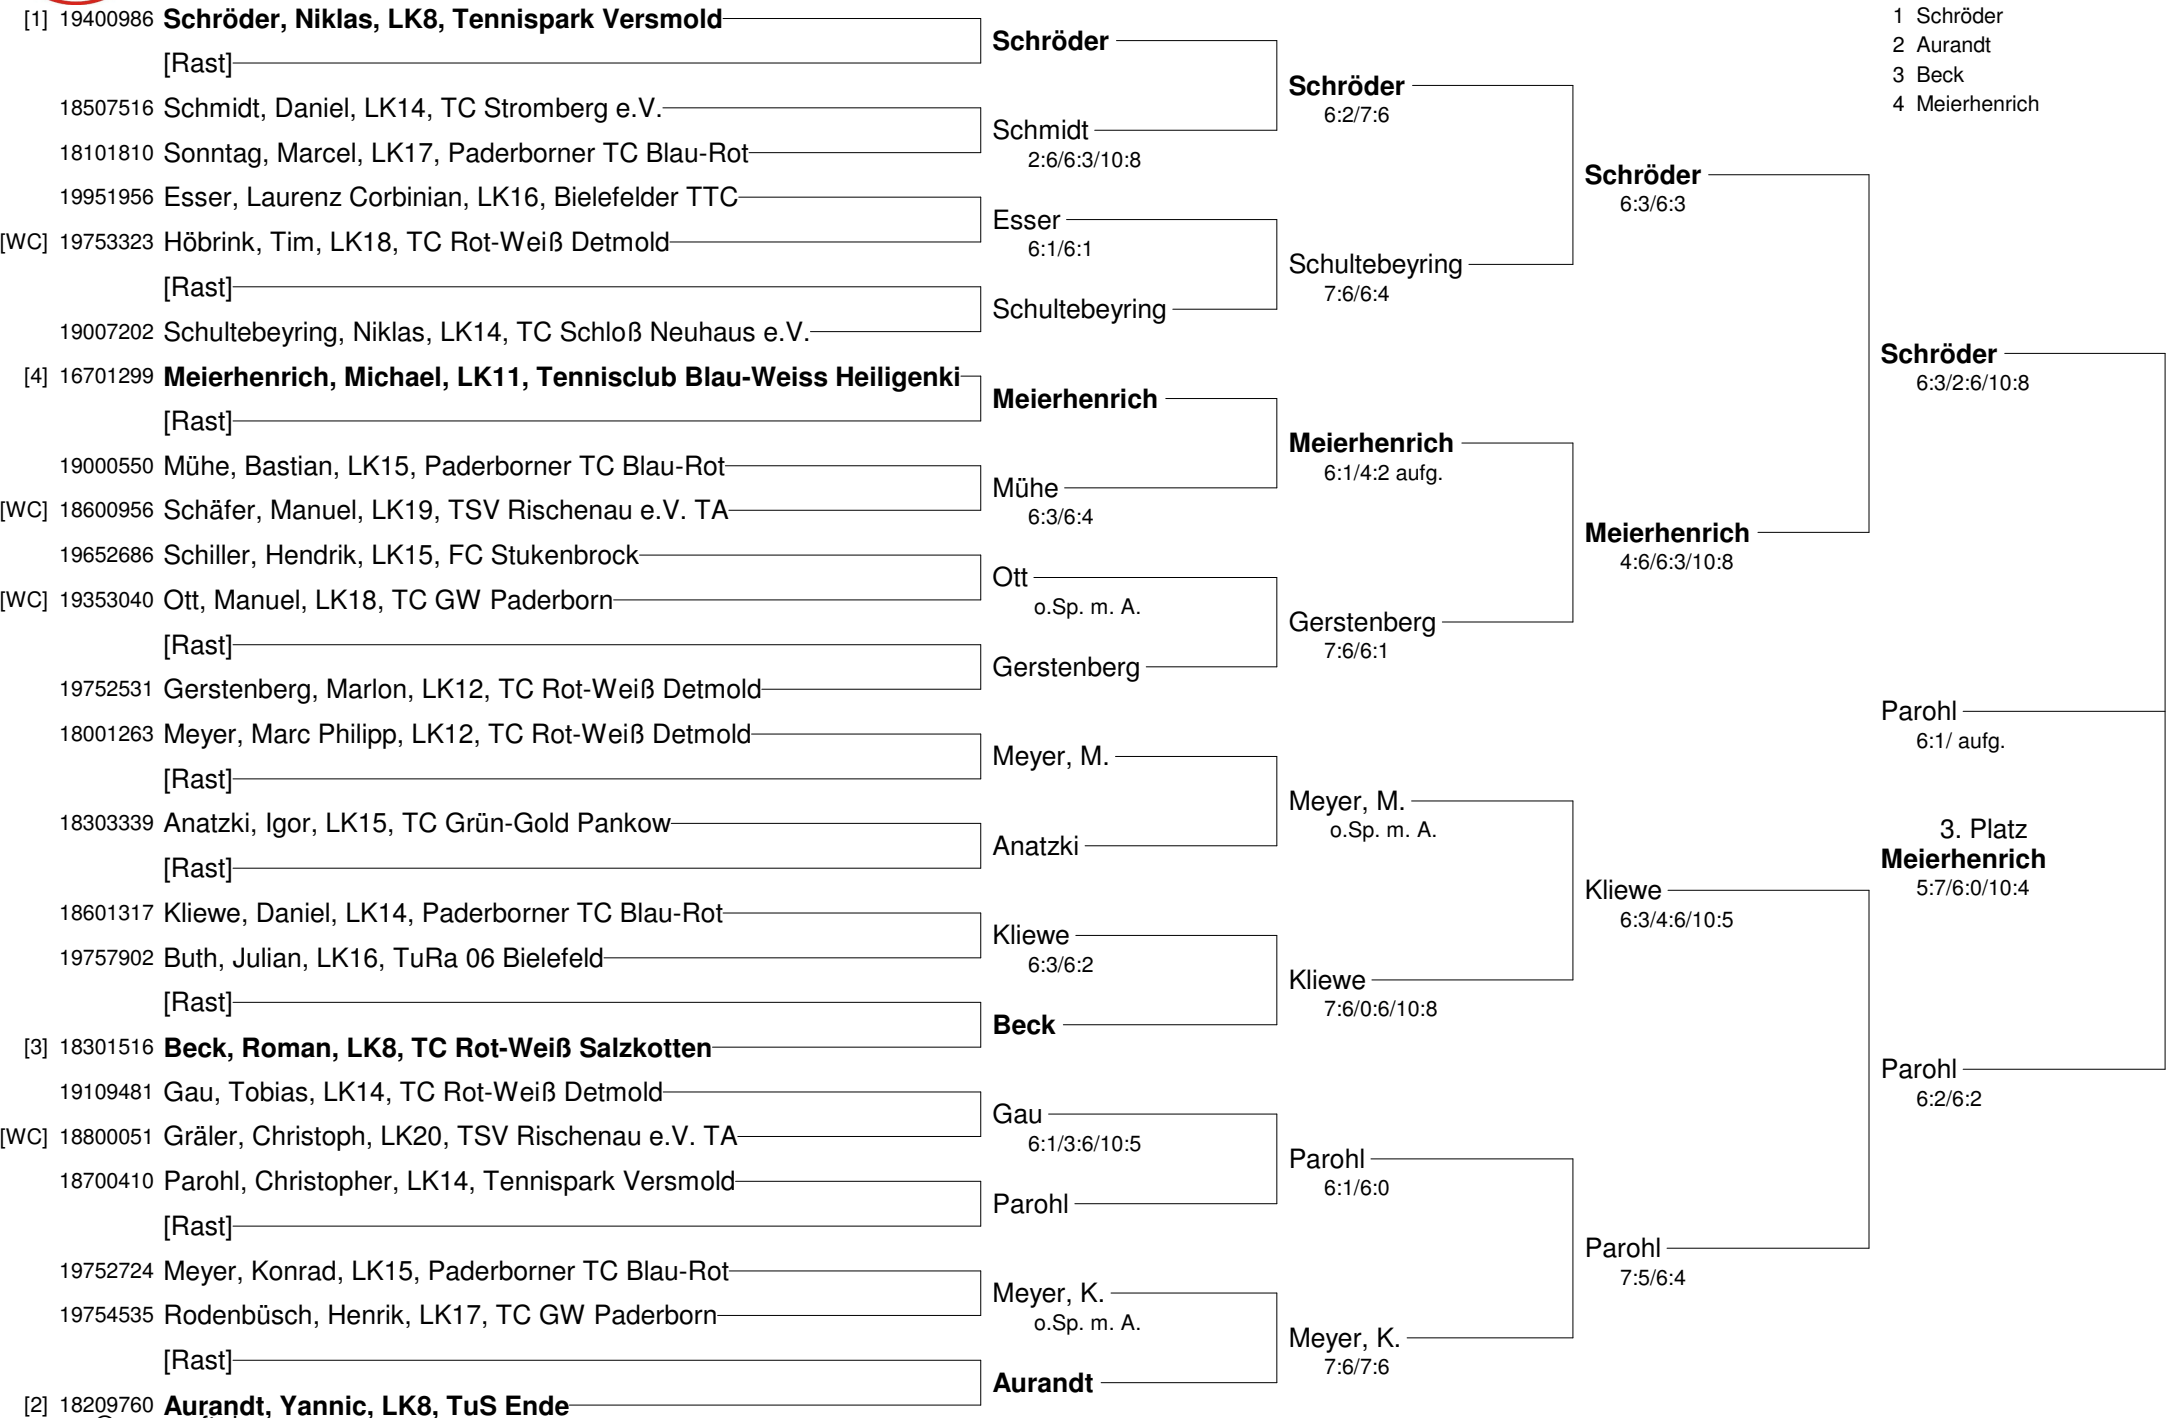 [1] 19400986 Schröder, Niklas, LK8, Tennispark Versmold
[Rast]
18507516 Schmidt, Daniel, LK14, TC Stromberg e.V.
18101810 Sonntag, Marcel, LK17, Paderborner TC Blau-Rot
19951956 Esser, Laurenz Corbinian, LK16, Bielefelder TTC
[WC] 19753323 Höbrink, Tim, LK18, TC Rot-Weiß Detmold
[Rast]
19007202 Schultebeyring, Niklas, LK14, TC Schloß Neuhaus e.V.
[4] 16701299 Meierhenrich, Michael, LK11, Tennisclub Blau-Weiss Heiligenki
[Rast]
19000550 Mühe, Bastian, LK15, Paderborner TC Blau-Rot
[WC] 18600956 Schäfer, Manuel, LK19, TSV Rischenau e.V. TA
19652686 Schiller, Hendrik, LK15, FC Stukenbrock
[WC] 19353040 Ott, Manuel, LK18, TC GW Paderborn
[Rast]
19752531 Gerstenberg, Marlon, LK12, TC Rot-Weiß Detmold
18001263 Meyer, Marc Philipp, LK12, TC Rot-Weiß Detmold
[Rast]
18303339 Anatzki, Igor, LK15, TC Grün-Gold Pankow
[Rast]
18601317 Kliewe, Daniel, LK14, Paderborner TC Blau-Rot
19757902 Buth, Julian, LK16, TuRa 06 Bielefeld
[Rast]
[3] 18301516 Beck, Roman, LK8, TC Rot-Weiß Salzkotten
19109481 Gau, Tobias, LK14, TC Rot-Weiß Detmold
[WC] 18800051 Gräler, Christoph, LK20, TSV Rischenau e.V. TA
18700410 Parohl, Christopher, LK14, Tennispark Versmold
[Rast]
19752724 Meyer, Konrad, LK15, Paderborner TC Blau-Rot
19754535 Rodenbüsch, Henrik, LK17, TC GW Paderborn
[Rast]
[2] 18209760 Aurandt, Yannic, LK8, TuS Ende
Schröder
Schmidt
2:6/6:3/10:8
Esser
6:1/6:1
Schultebeyring
Meierhenrich
Mühe
6:3/6:4
Ott
o.Sp. m. A.
Gerstenberg
Meyer, M.
Anatzki
Kliewe
6:3/6:2
Beck
Gau
6:1/3:6/10:5
Parohl
Meyer, K.
o.Sp. m. A.
Aurandt
Schröder
6:2/7:6
Schultebeyring
7:6/6:4
Meierhenrich
6:1/4:2 aufg.
Gerstenberg
7:6/6:1
Meyer, M.
o.Sp. m. A.
Kliewe
7:6/0:6/10:8
Parohl
6:1/6:0
Meyer, K.
7:6/7:6
Schröder
6:3/6:3
Meierhenrich
4:6/6:3/10:8
Kliewe
6:3/4:6/10:5
Parohl
7:5/6:4
1 Schröder
2 Aurandt
3 Beck
4 Meierhenrich
Schröder
6:3/2:6/10:8
Parohl
6:1/ aufg.
3. Platz
Meierhenrich
5:7/6:0/10:4
Parohl
6:2/6:2